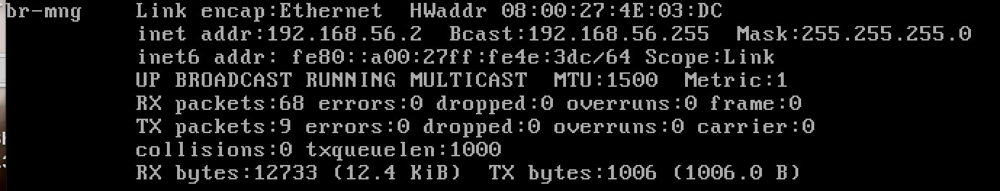 br-mng Link encap:Ethernet HWaddr 08:00:27:4E:03:DC
inet addr:192.168.56.2 Bcast:192.168.56.255 Mask:255.255.255.0
inet6 addr: fe80::a00:27ff:fe4e:3dc/64 Scope:Link
UP BROADCAST RUNNING MULTICAST MTU:1500 Metric:1
RX packets:68 errors:0 dropped:0 overruns:0 frame:0
TX packets:9 errors:0 dropped:0 overruns:0 carrier:0
collisions:0 txqueuelen:1000
RX bytes:12733 (12.4 KiB) TX bytes:1006 (1006.0 B)